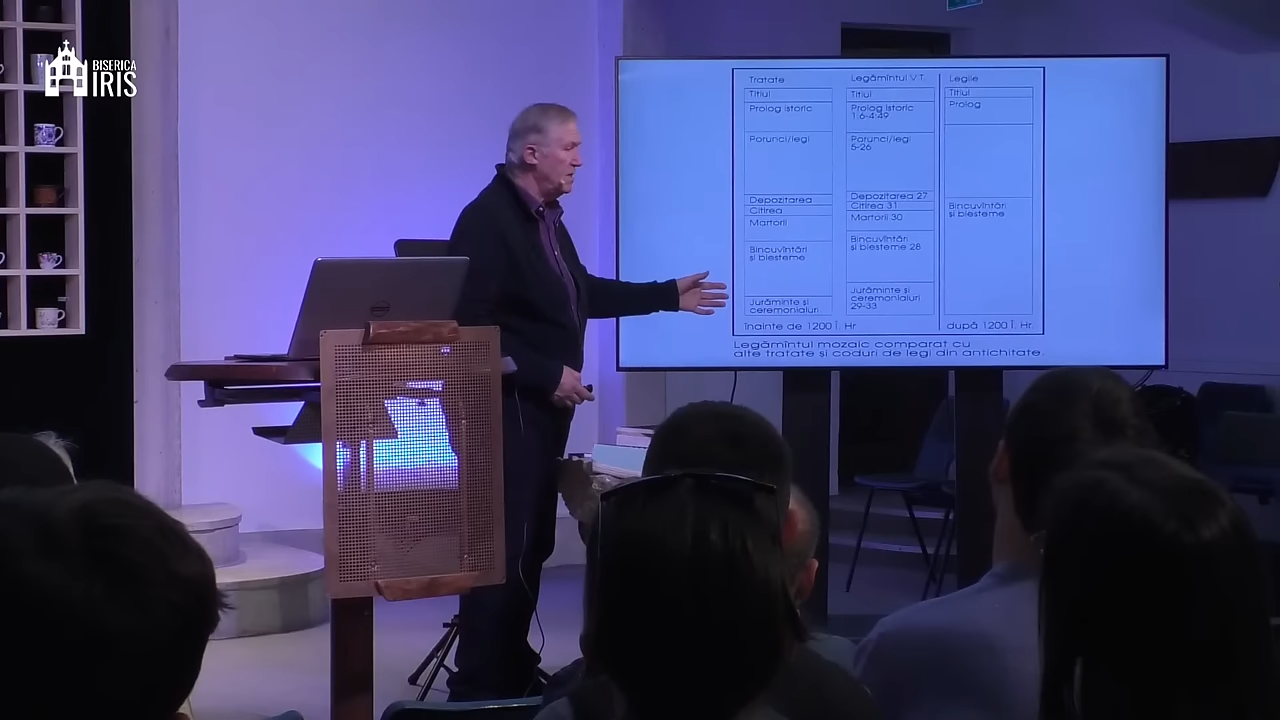 BISERICA
IRIS
Tratate
Titlul
Prolog istoric
Porunci/legi
Depozitarea
Citirea
Martorii
Bincuvîntări
și blesteme
Jurăminte și
ceremonialuri
înainte de 1200 Î. Hr
Legămîntul V.T.
Titlul
Prolog istoric
1:6-4:49
Porunci/legi
5-26
Depozitarea 27
Citirea 31
Martorii 30
Bincuvîntări
și blesteme 28
Jurăminte și
ceremonialuri
29-33
Legile
Titlul
Prolog
Bincuvîntări
și blesteme
după 1200 Î. Hr.
Legămîntul mozaic comparat cu
alte tratate și coduri de legi din antichitate.